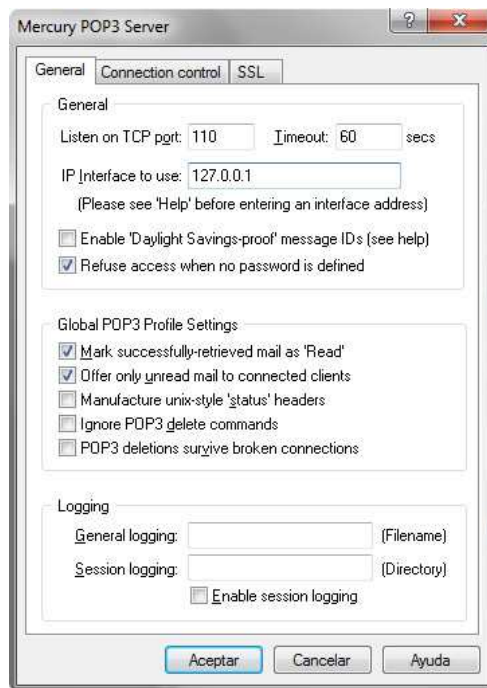 Mercury POP3 Server
General Connection control SSL
General
Listen on TCP port: 110 Timeout: 60 secs
IP Interface to use: 127.0.0.1
(Please see 'Help' before entering an interface address)
Enable 'Daylight Savings-proof' message IDs (see help)
Refuse access when no password is defined
Global POP3 Profile Settings
Mark successfully-retrieved mail as 'Read'
Offer only unread mail to connected clients
Manufacture unix-style 'status' headers
Ignore POP3 delete commands
POP3 deletions survive broken connections
Logging
General logging: (Filename)
Session logging: (Directory)
Enable session logging
Aceptar Cancelar Ayuda